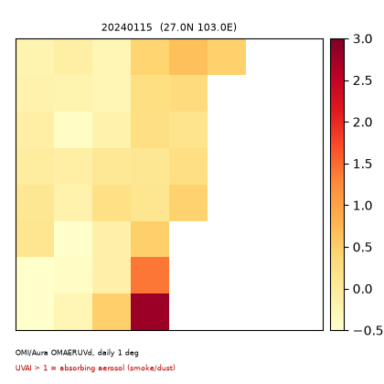 20240115 (27.0N 103.0E)
3.0
2.5
2.0
1.5
1.0
0.5
0.0
−0.5
OMI/Aura OMAERUVd, daily 1 deg
UVAI > 1 = absorbing aerosol (smoke/dust)